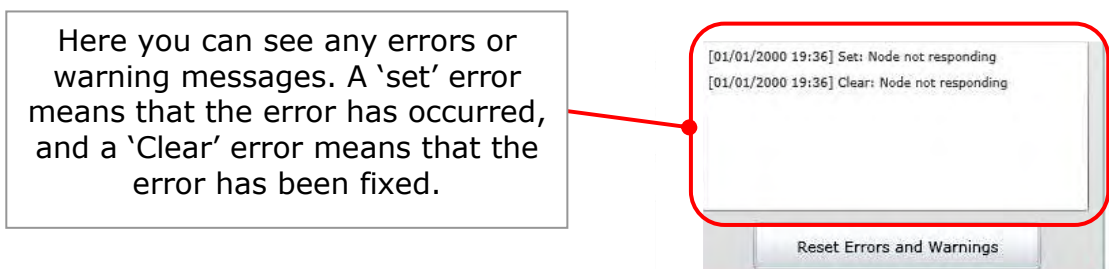 Here you can see any errors or
warning messages. A ‘set’ error
means that the error has occurred,
and a ‘Clear’ error means that the
error has been fixed.
[01/01/2000 19:36] Set: Node not responding
[01/01/2000 19:36] Clear: Node not responding
Reset Errors and Warnings